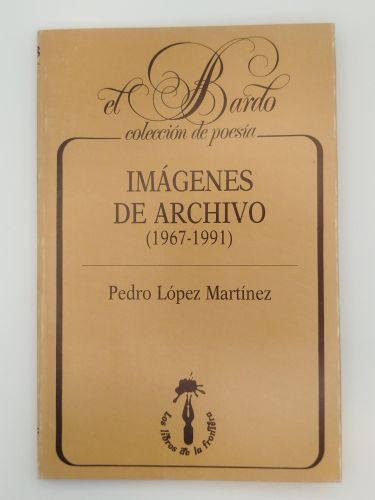 el Bardo
colección de poesía
IMÁGENES
DE ARCHIVO
(1967-1991)
Pedro López Martínez
Los libros de la frontera